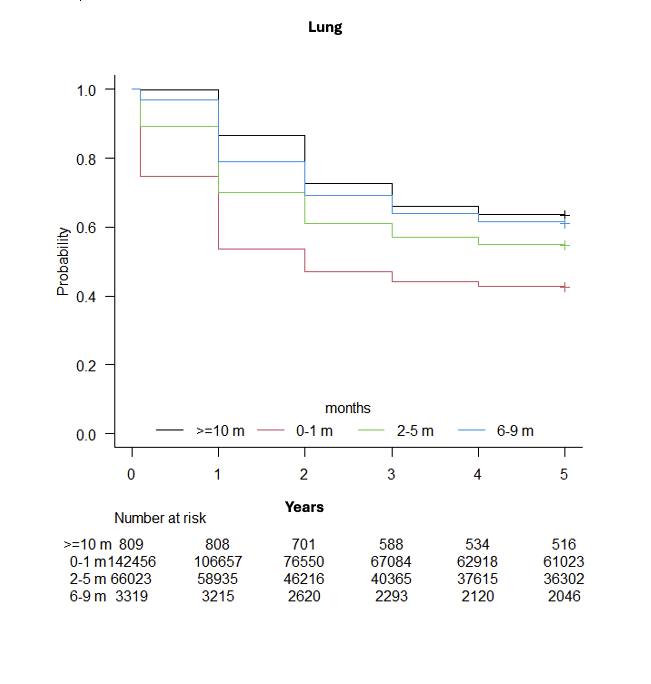 Lung
1.0
0.8
0.6
0.4
0.2
0.0
Probability
months
>=10 m 0-1 m 2-5 m 6-9 m
0 1 2 3 4 5
Years
Number at risk
>=10 m 809 808 701 588 534 516
0-1 m 142456 106657 76550 67084 62918 61023
2-5 m 66023 58935 46216 40365 37615 36302
6-9 m 3319 3215 2620 2293 2120 2046